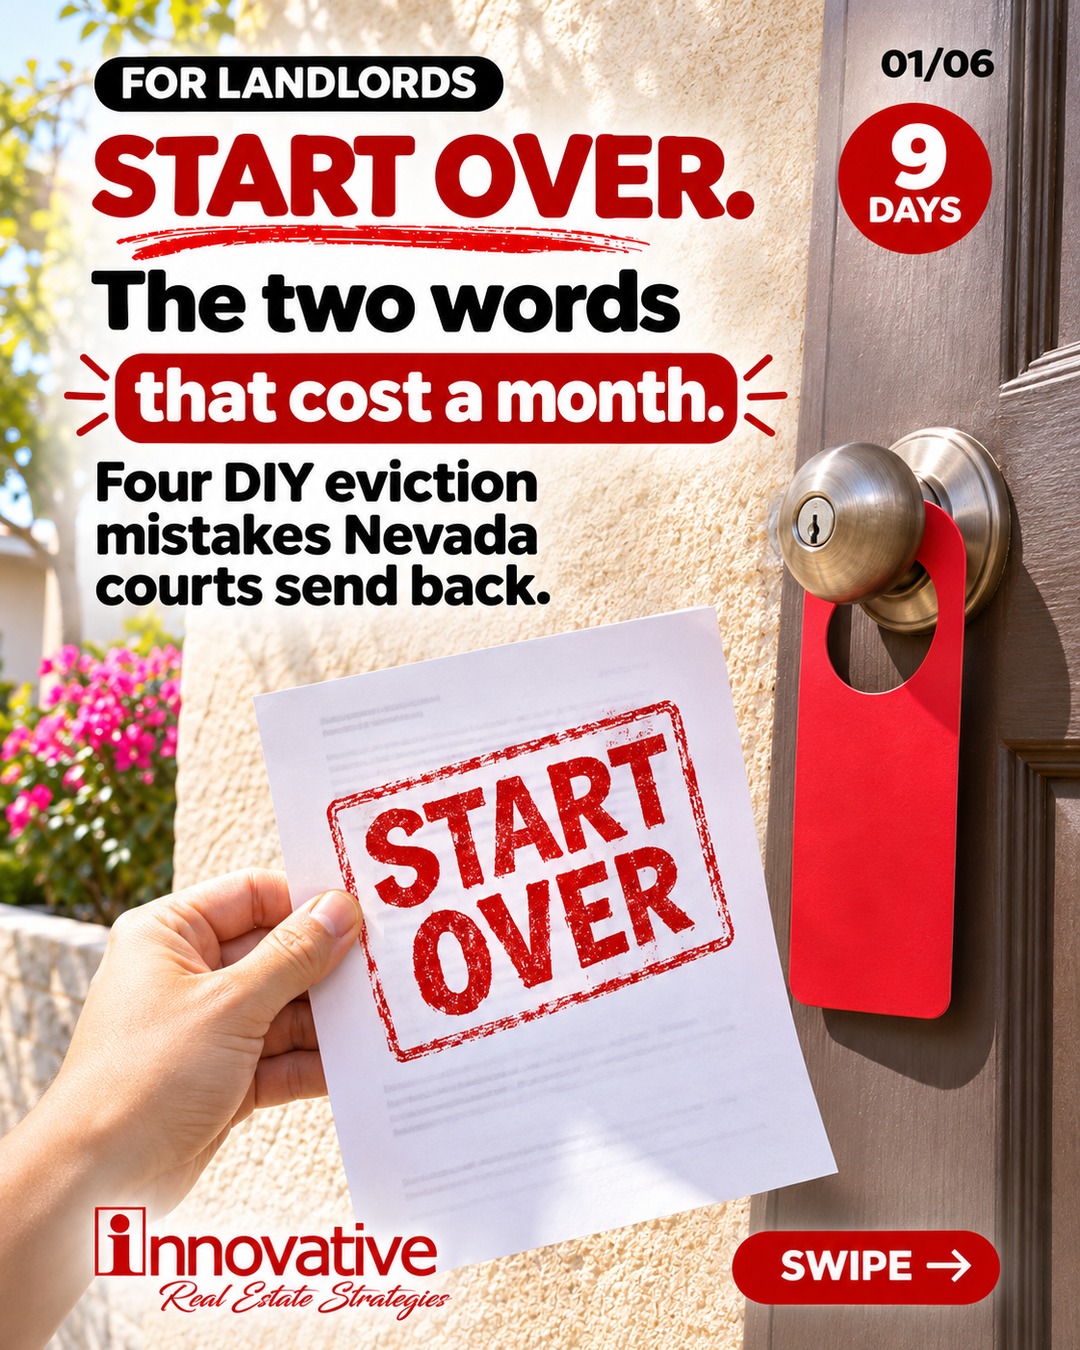 FOR LANDLORDS
01/06
START OVER.
9
DAYS
The two words
that cost a month.
Four DIY eviction
mistakes Nevada
courts send back.
START
OVER
innovative
Real Estate Strategies
SWIPE →